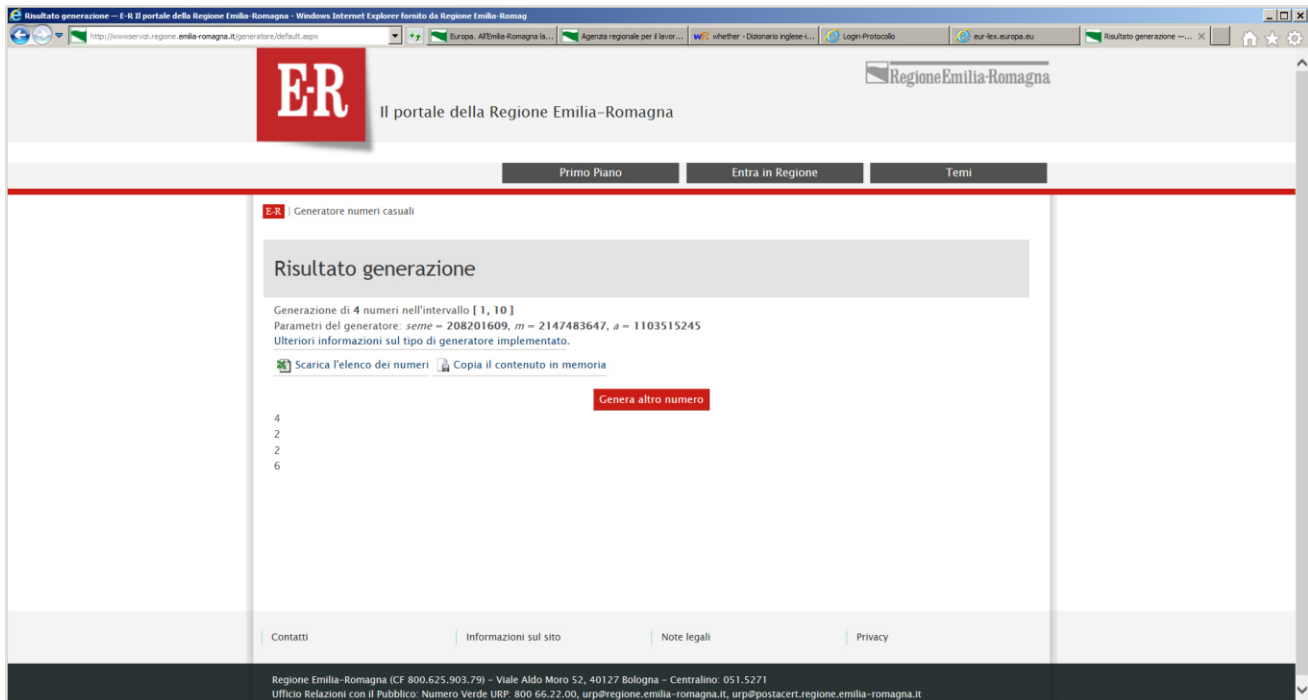 Risultato generazione — E-R Il portale della Regione Emilia-Romagna - Windows Internet Explorer fornito da Regione Emilia-Romag
http://wwwservizi.regione.emilia-romagna.it/generatore/default.aspx
Europa. All'Emilia-Romagna la...
Agenzia regionale per il lavor...
WR whether - Dizionario inglese-i...
Login-Protocollo
eur-lex.europa.eu
Risultato generazione —...
E-R
Il portale della Regione Emilia-Romagna
RegioneEmilia-Romagna
Primo Piano
Entra in Regione
Temi
E-R | Generatore numeri casuali
Risultato generazione
Generazione di 4 numeri nell'intervallo [ 1, 10 ]
Parametri del generatore: seme = 208201609, m = 2147483647, a = 1103515245
Ulteriori informazioni sul tipo di generatore implementato.
Scarica l'elenco dei numeri Copia il contenuto in memoria
Genera altro numero
4
2
2
6
Contatti
Informazioni sul sito
Note legali
Privacy
Regione Emilia-Romagna (CF 800.625.903.79) - Viale Aldo Moro 52, 40127 Bologna - Centralino: 051.5271
Ufficio Relazioni con il Pubblico: Numero Verde URP: 800 66.22.00, urp@regione.emilia-romagna.it, urp@postacert.regione.emilia-romagna.it